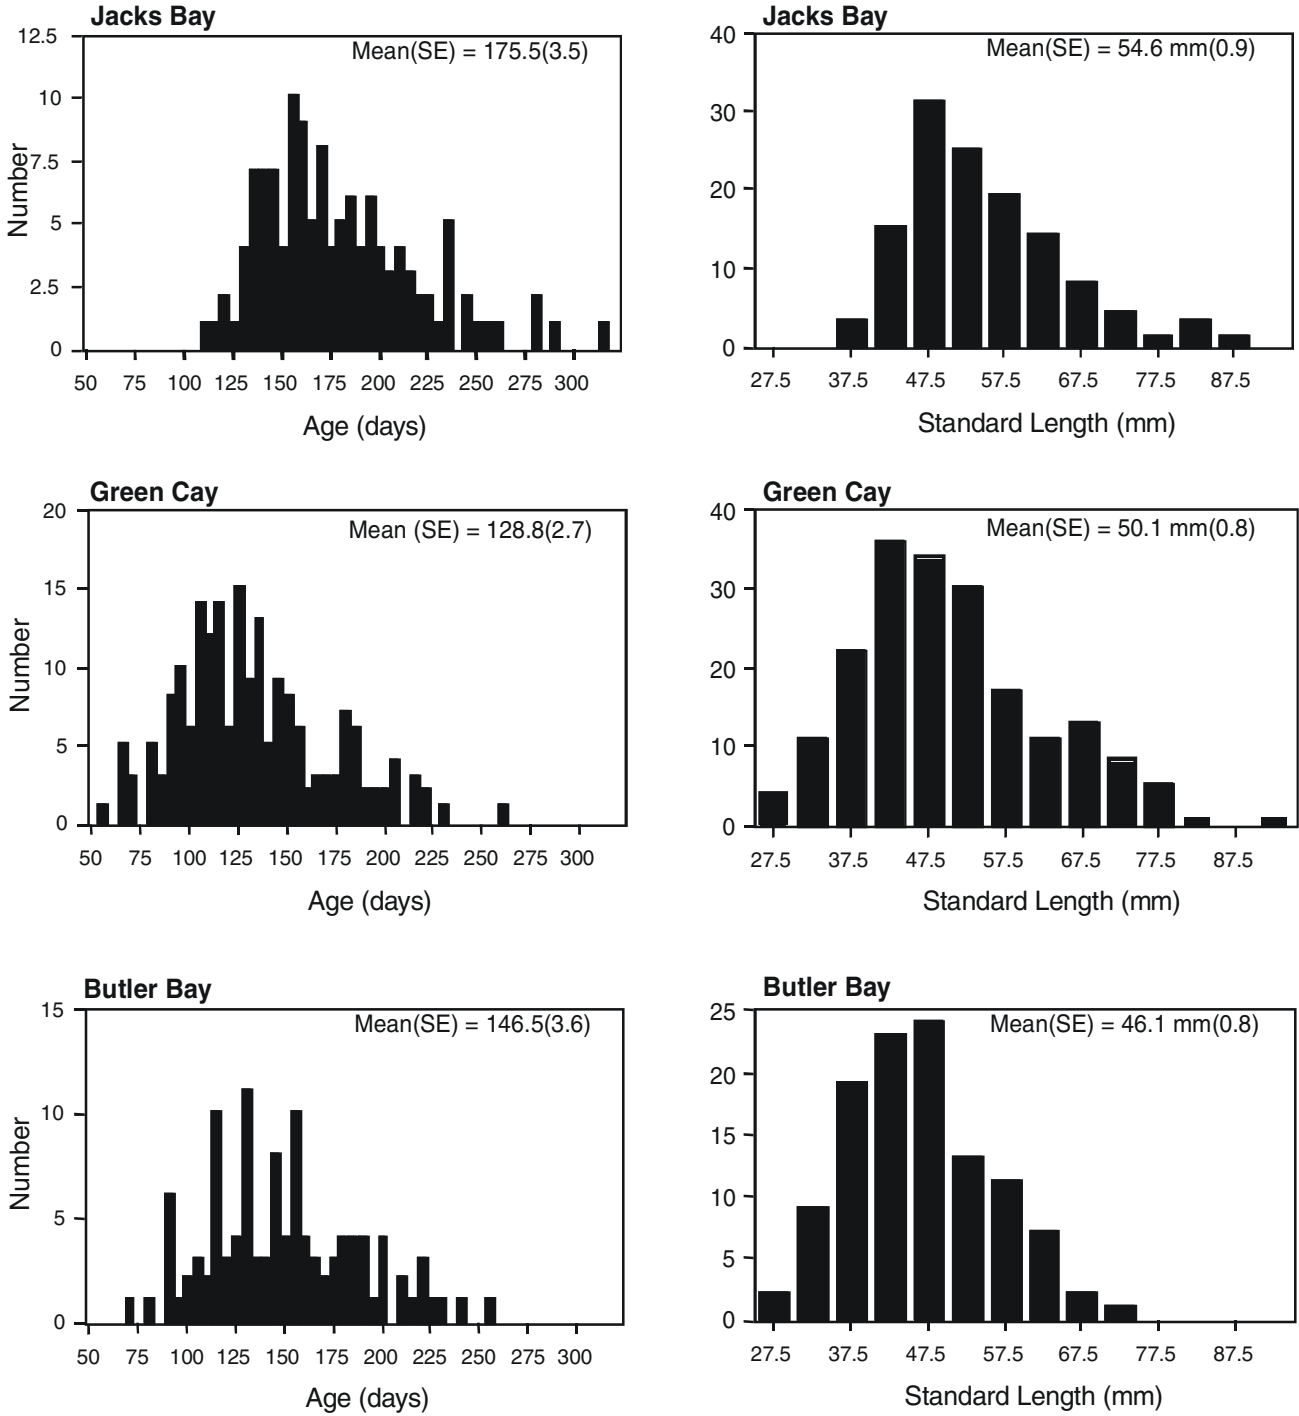 Jacks Bay
Mean(SE) = 175.5(3.5)
12.5
10
7.5
5
2.5
0
Number
50 75 100 125 150 175 200 225 250 275 300
Age (days)
Jacks Bay
Mean(SE) = 54.6 mm(0.9)
40
30
20
10
0
27.5 37.5 47.5 57.5 67.5 77.5 87.5
Standard Length (mm)
Green Cay
Mean (SE) = 128.8(2.7)
20
15
10
5
0
Number
50 75 100 125 150 175 200 225 250 275 300
Age (days)
Green Cay
Mean(SE) = 50.1 mm(0.8)
40
30
20
10
0
27.5 37.5 47.5 57.5 67.5 77.5 87.5
Standard Length (mm)
Butler Bay
Mean(SE) = 146.5(3.6)
15
10
5
0
Number
50 75 100 125 150 175 200 225 250 275 300
Age (days)
Butler Bay
Mean(SE) = 46.1 mm(0.8)
25
20
15
10
5
0
27.5 37.5 47.5 57.5 67.5 77.5 87.5
Standard Length (mm)